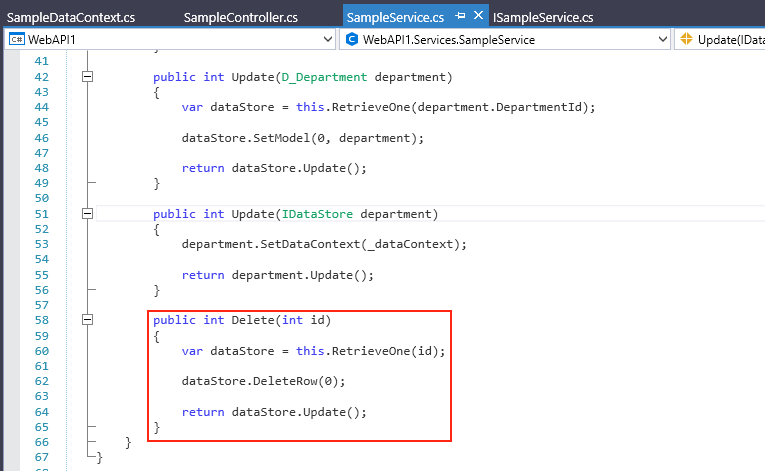 SampleDataContext.cs SampleController.cs SampleService.cs ISampleService.cs
C# WebAPI1 WebAPI1.Services.SampleService Update(IData
41 }
42 public int Update(D_Department department)
43 {
44 var dataStore = this.RetrieveOne(department.DepartmentId);
45
46 dataStore.SetModel(0, department);
47
48 return dataStore.Update();
49 }
50
51 public int Update(IDataStore department)
52 {
53 department.SetDataContext(_dataContext);
54
55 return department.Update();
56 }
57
58 public int Delete(int id)
59 {
60 var dataStore = this.RetrieveOne(id);
61
62 dataStore.DeleteRow(0);
63
64 return dataStore.Update();
65 }
66 }
67 }